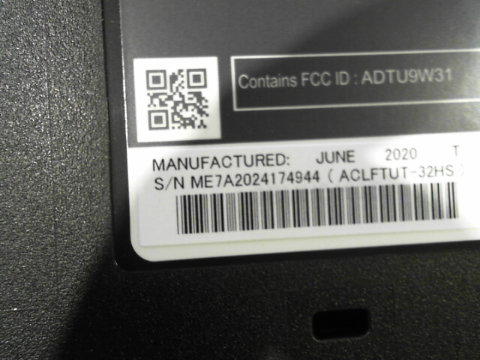 Contains FCC ID : ADTU9W31
MANUFACTURED: JUNE 2020 T
S/N ME7A2024174944 ( ACLFTUT-32HS )